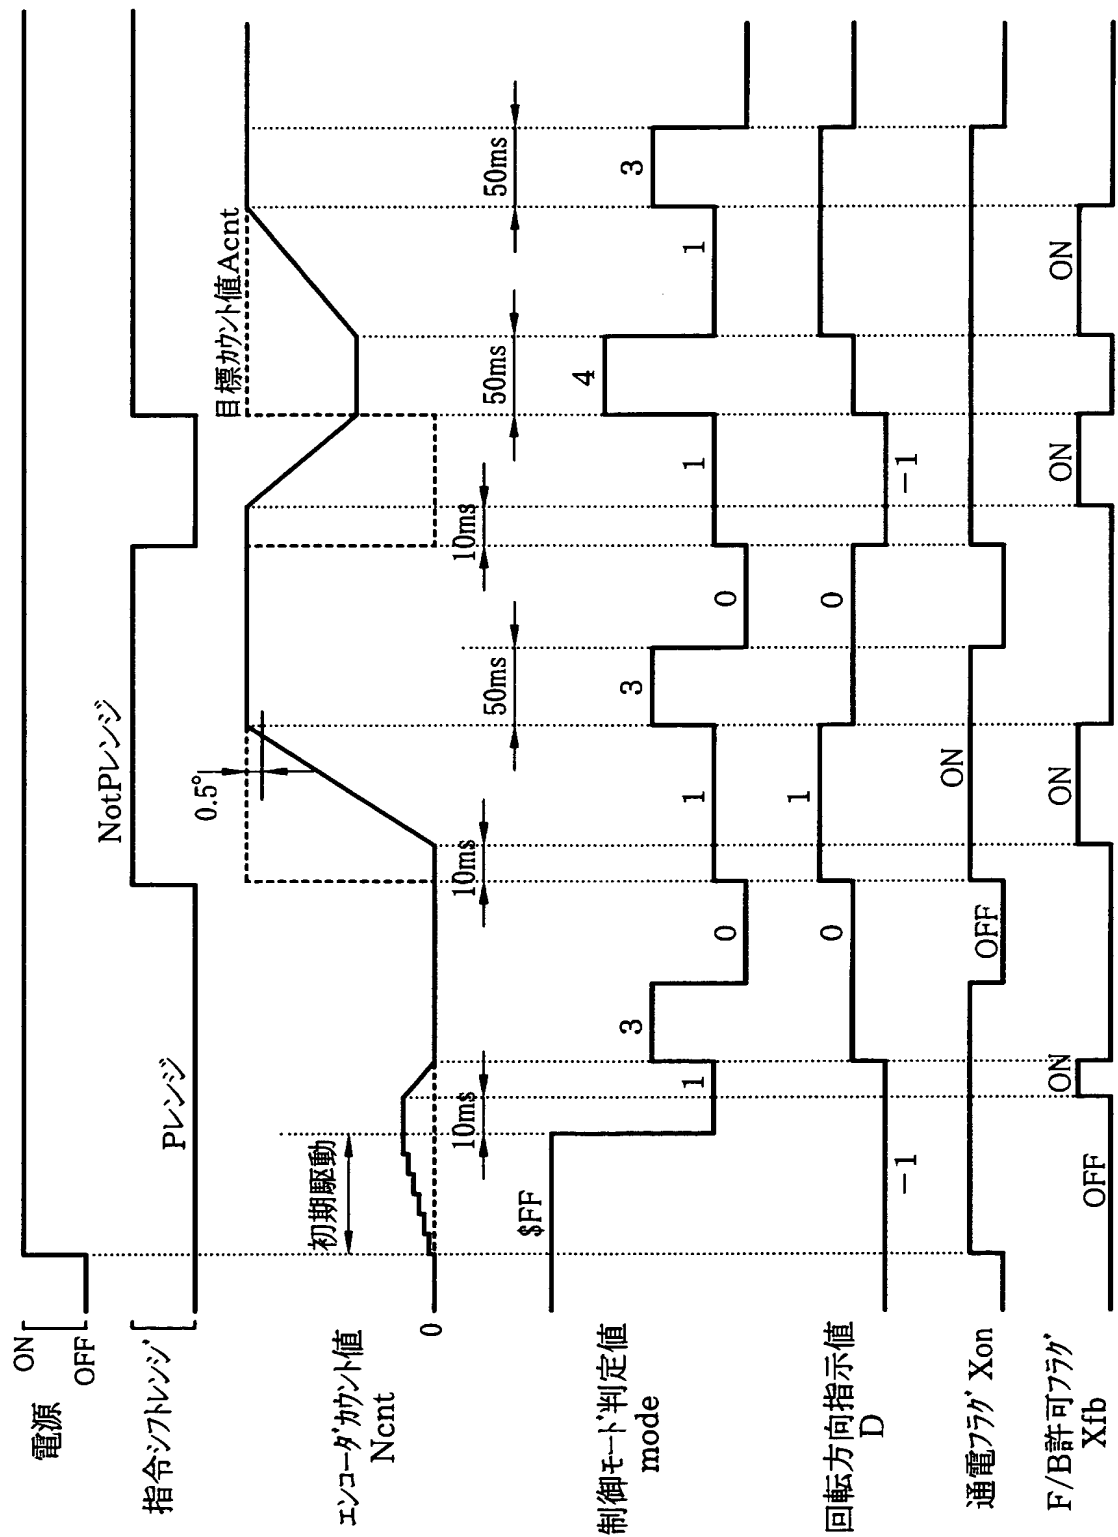 電源
ON
OFF
指令シフトレンジ
Pレンジ
NotPレンジ
エンコーダカウント値
Ncnt
0
初期駆動
10ms
10ms
0.5°
50ms
10ms
目標カウント値Acnt
50ms
50ms
制御モード判定値
mode
$FF
1
3
0
1
3
0
1
4
1
3
回転方向指示値
D
−1
0
1
0
−1
通電フラグ Xon
OFF
ON
F/B許可フラグ
Xfb
OFF
ON
ON
ON
ON